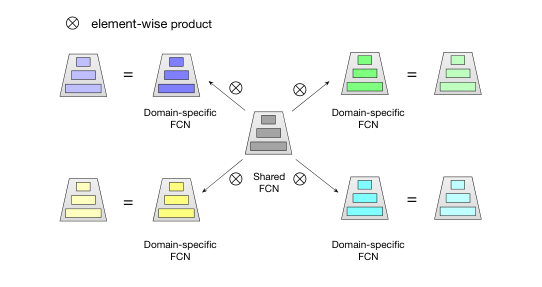 ⊗ element-wise product
= ⊗ ⊗ =
Domain-specific
FCN
Domain-specific
FCN
⊗ Shared ⊗
FCN
= =
Domain-specific
FCN
Domain-specific
FCN